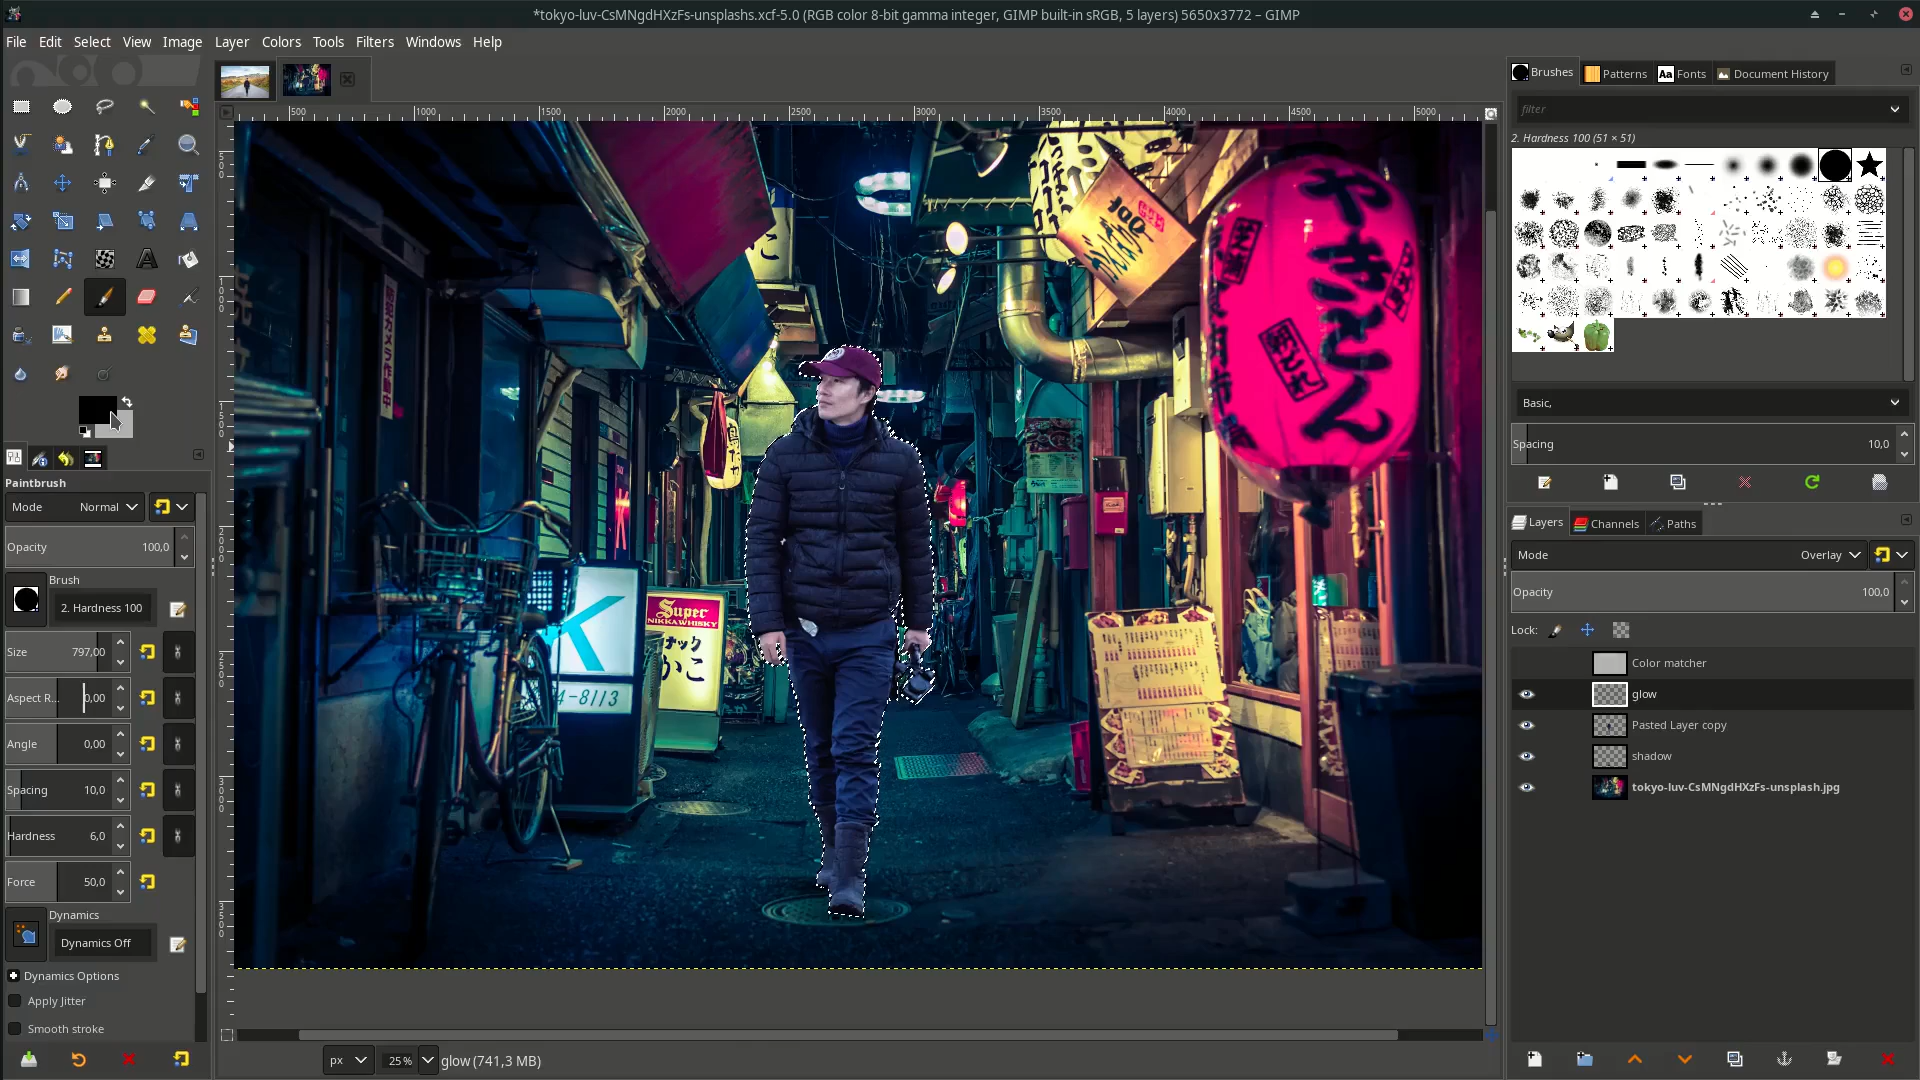 *tokyo-luv-CsMNgdHXzFs-unsplashs.xcf-5.0 (RGB color 8-bit gamma integer, GIMP built-in sRGB, 5 layers) 5650x3772 – GIMP
File Edit Select View Image Layer Colors Tools Filters Windows Help
Brushes Patterns Fonts Document History
filter
2. Hardness 100 (51 × 51)
500 1000 1500 2000 2500 3000 3500 4000 4500 5000
やきとん
Paintbrush
Mode Normal
Opacity 100,0
Brush
2. Hardness 100
Size 797,00
Aspect R... 0,00
Angle 0,00
Spacing 10,0
Hardness 6,0
Force 50,0
Dynamics
Dynamics Off
Dynamics Options
Apply Jitter
Smooth stroke
K
4-8113
Super
NIKKA WHISKY
かこ
Basic,
Spacing 10,0
Layers Channels Paths
Mode Overlay
Opacity 100,0
Lock:
Color matcher
glow
Pasted Layer copy
shadow
tokyo-luv-CsMNgdHXzFs-unsplash.jpg
px 25% glow (741,3 MB)